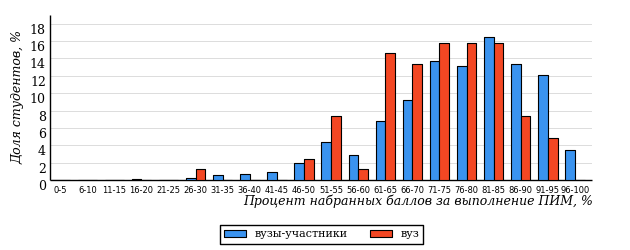 Доля студентов, %
18
16
14
12
10
8
6
4
2
0
0-5 6-10 11-15 16-20 21-25 26-30 31-35 36-40 41-45 46-50 51-55 56-60 61-65 66-70 71-75 76-80 81-85 86-90 91-95 96-100
Процент набранных баллов за выполнение ПИМ, %
вузы-участники вуз